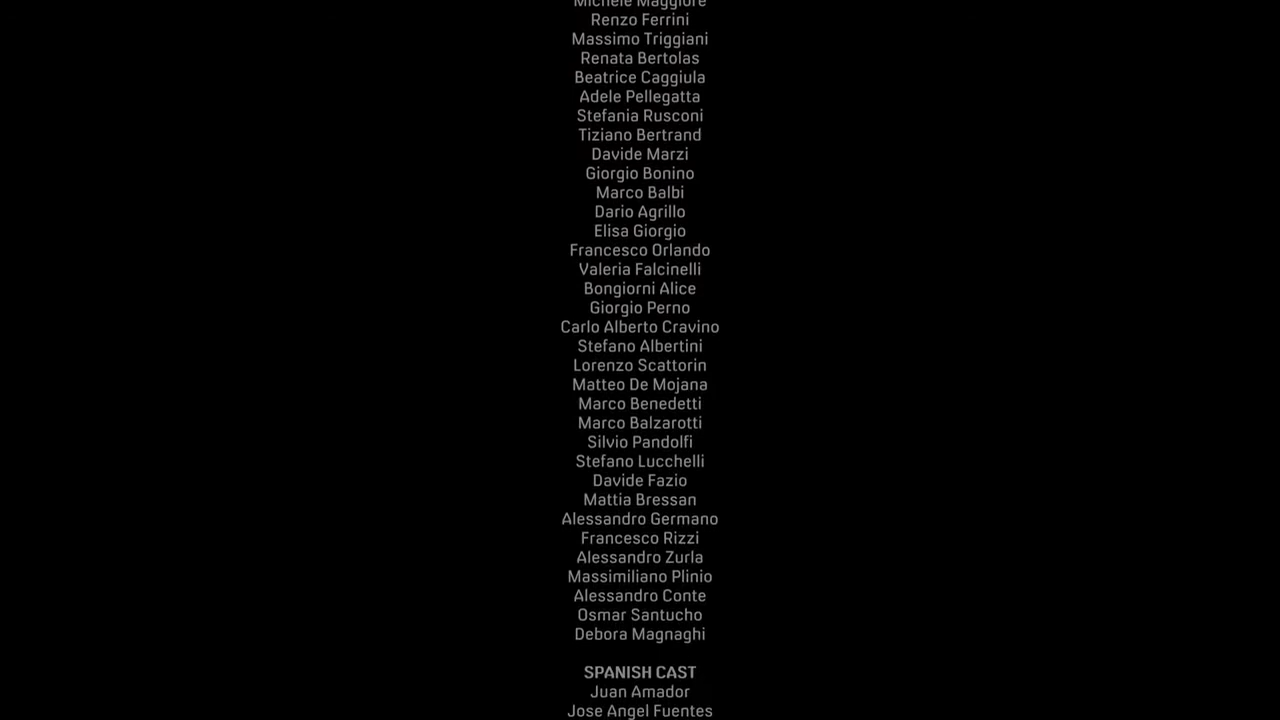 Michele Maggiore
Renzo Ferrini
Massimo Triggiani
Renata Bertolas
Beatrice Caggiula
Adele Pellegatta
Stefania Rusconi
Tiziano Bertrand
Davide Marzi
Giorgio Bonino
Marco Balbi
Dario Agrillo
Elisa Giorgio
Francesco Orlando
Valeria Falcinelli
Bongiorni Alice
Giorgio Perno
Carlo Alberto Cravino
Stefano Albertini
Lorenzo Scattorin
Matteo De Mojana
Marco Benedetti
Marco Balzarotti
Silvio Pandolfi
Stefano Lucchelli
Davide Fazio
Mattia Bressan
Alessandro Germano
Francesco Rizzi
Alessandro Zurla
Massimiliano Plinio
Alessandro Conte
Osmar Santucho
Debora Magnaghi
SPANISH CAST
Juan Amador
Jose Angel Fuentes